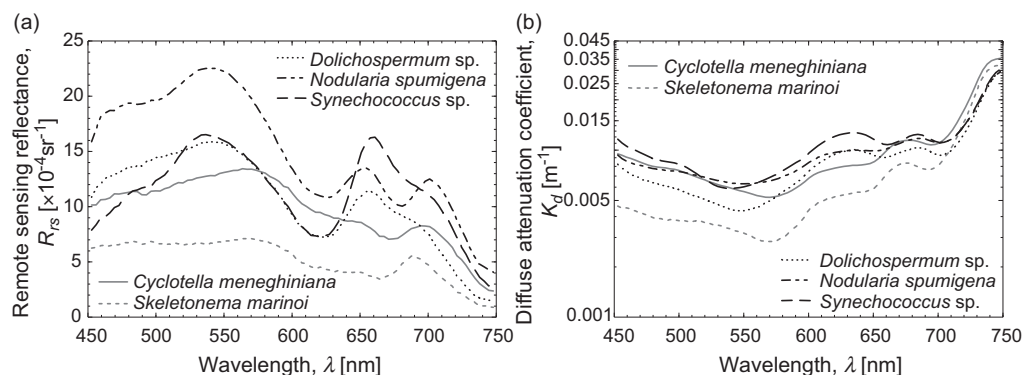 (a)
Remote sensing reflectance,
R_rs [×10⁻⁴sr⁻¹]
25
20
15
10
5
0
Dolichospermum sp.
Nodularia spumigena
Synechococcus sp.
Cyclotella meneghiniana
Skeletonema marinoi
450 500 550 600 650 700 750
Wavelength, λ [nm]
(b)
Diffuse attenuation coefficient,
K_d [m⁻¹]
0.045
0.035
0.025
0.015
0.005
0.001
Cyclotella meneghiniana
Skeletonema marinoi
Dolichospermum sp.
Nodularia spumigena
Synechococcus sp.
450 500 550 600 650 700 750
Wavelength, λ [nm]